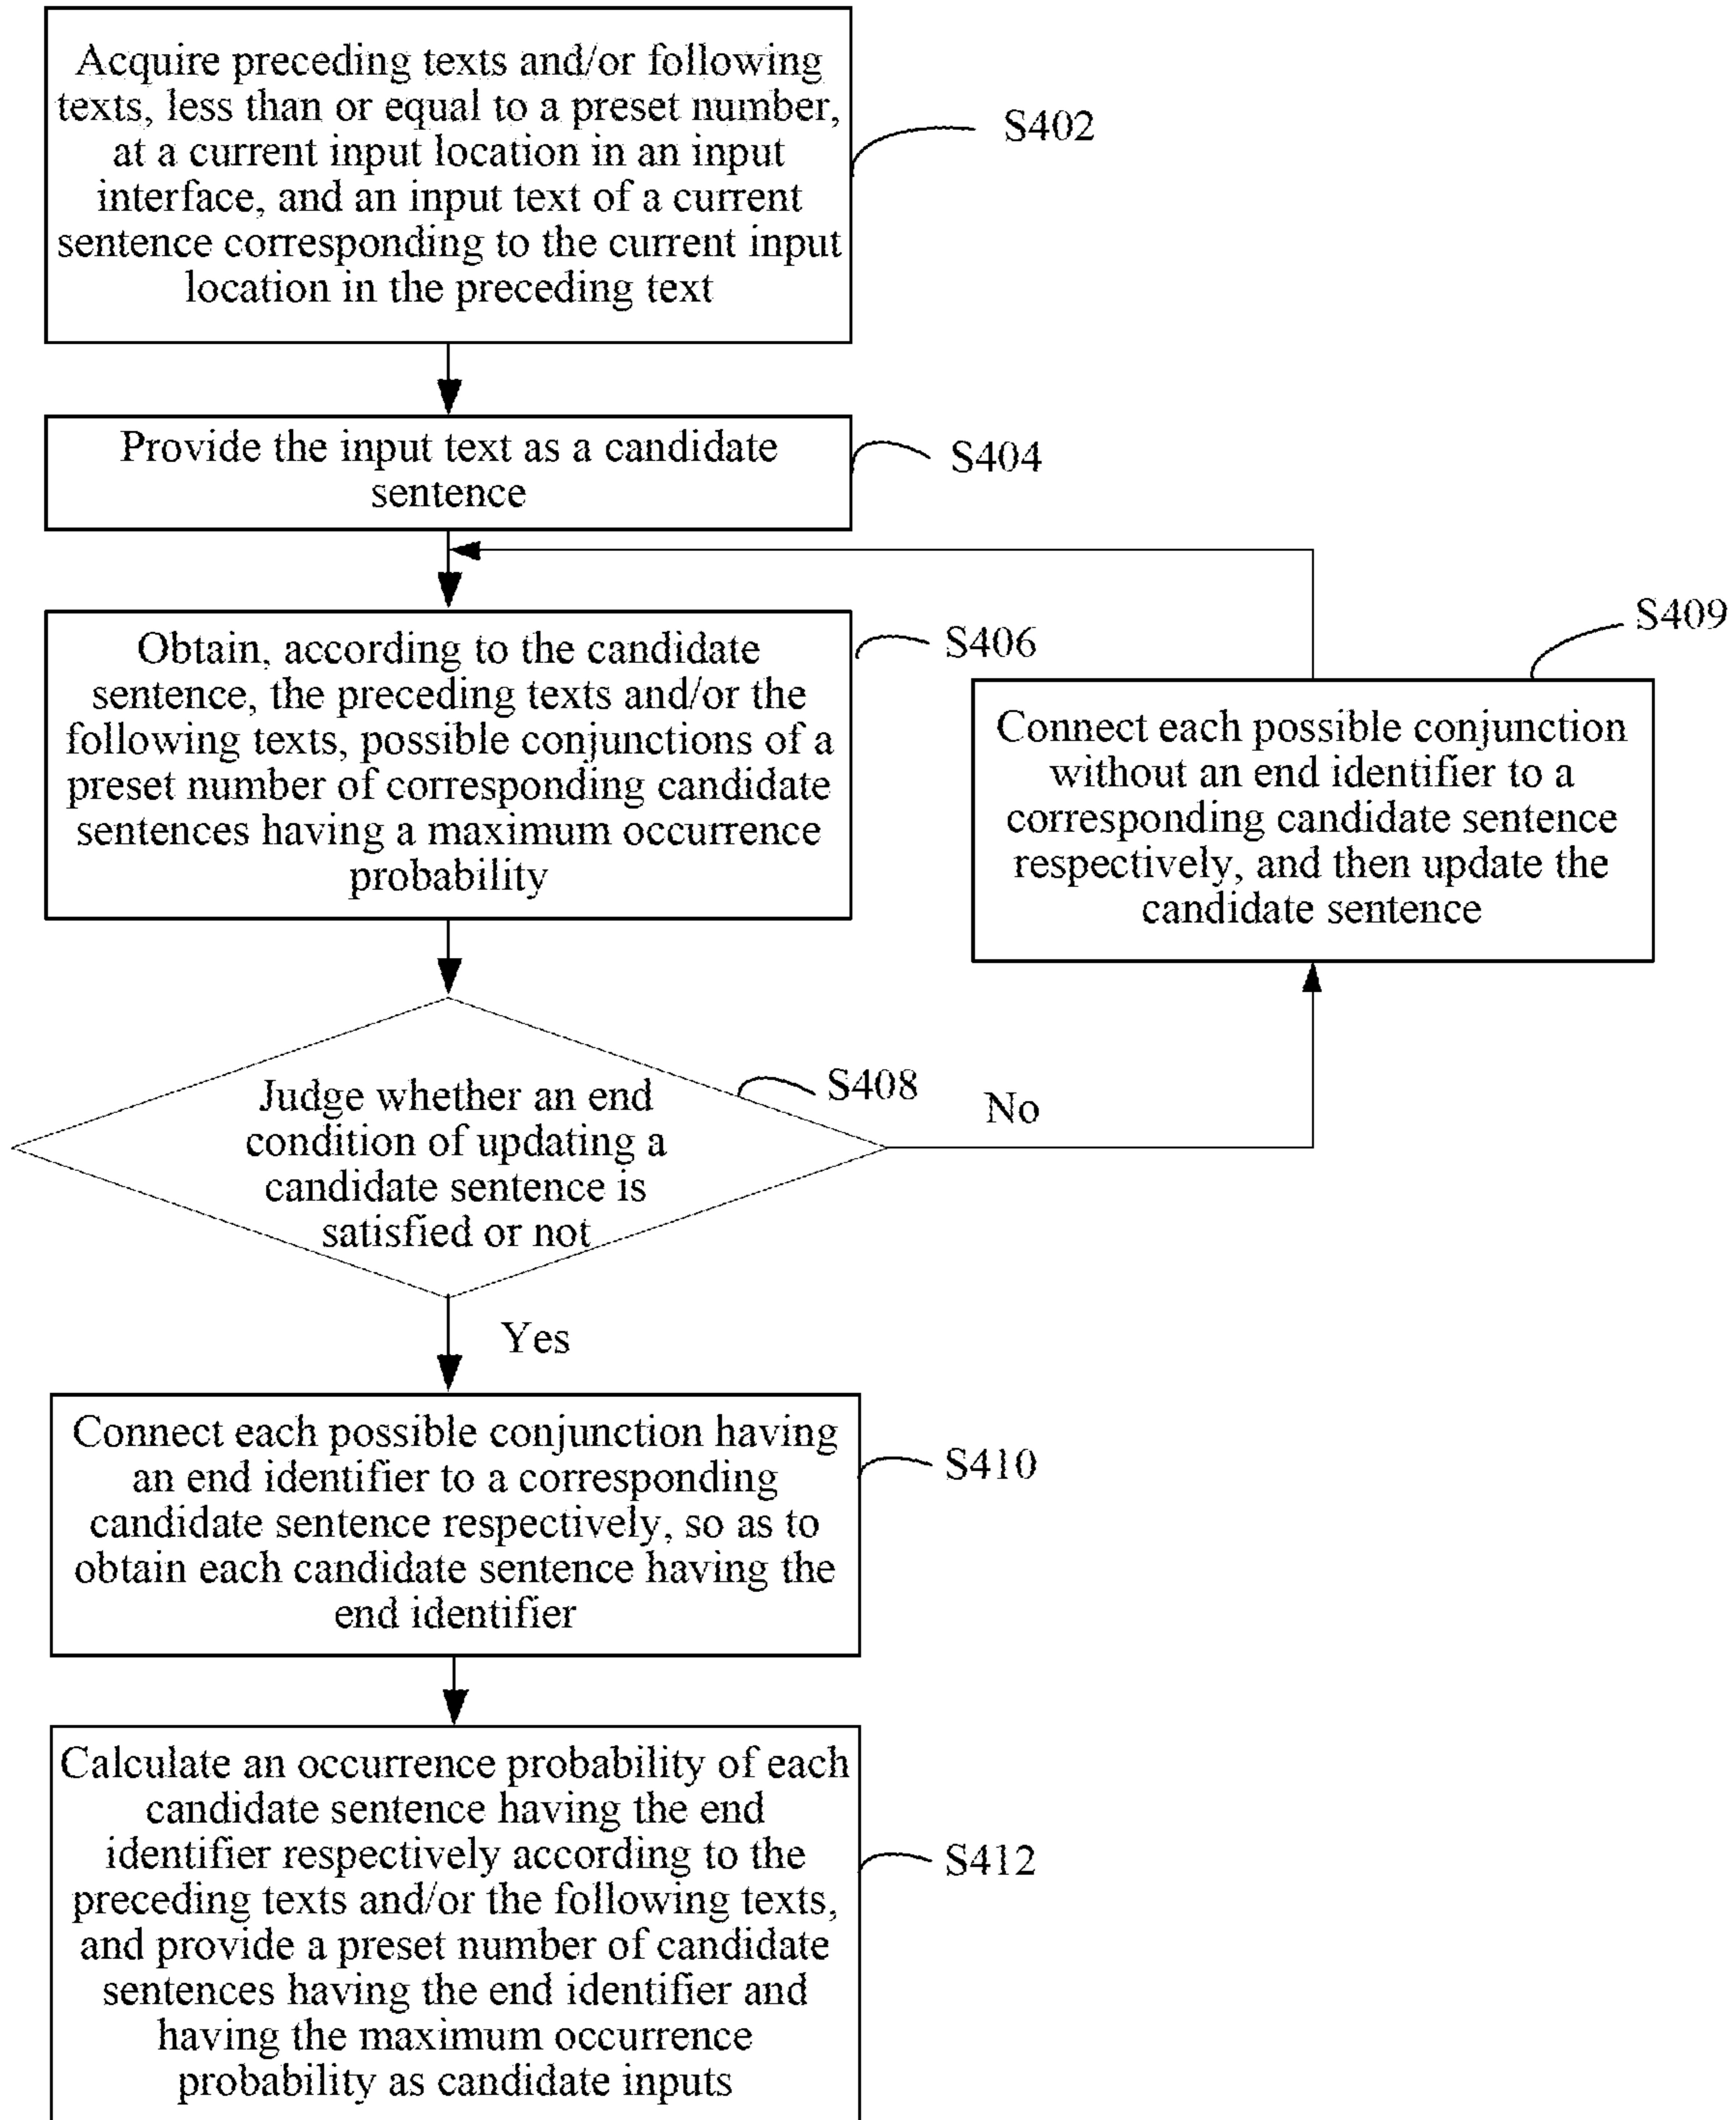 Acquire preceding texts and/or following
texts, less than or equal to a preset number,
at a current input location in an input
interface, and an input text of a current
sentence corresponding to the current input
location in the preceding text
S402
Provide the input text as a candidate
sentence
S404
Obtain, according to the candidate
sentence, the preceding texts and/or the
following texts, possible conjunctions of a
preset number of corresponding candidate
sentences having a maximum occurrence
probability
S406
S409
Connect each possible conjunction
without an end identifier to a
corresponding candidate sentence
respectively, and then update the
candidate sentence
Judge whether an end
condition of updating a
candidate sentence is
satisfied or not
S408
No
Yes
Connect each possible conjunction having
an end identifier to a corresponding
candidate sentence respectively, so as to
obtain each candidate sentence having the
end identifier
S410
Calculate an occurrence probability of each
candidate sentence having the end
identifier respectively according to the
preceding texts and/or the following texts,
and provide a preset number of candidate
sentences having the end identifier and
having the maximum occurrence
probability as candidate inputs
S412